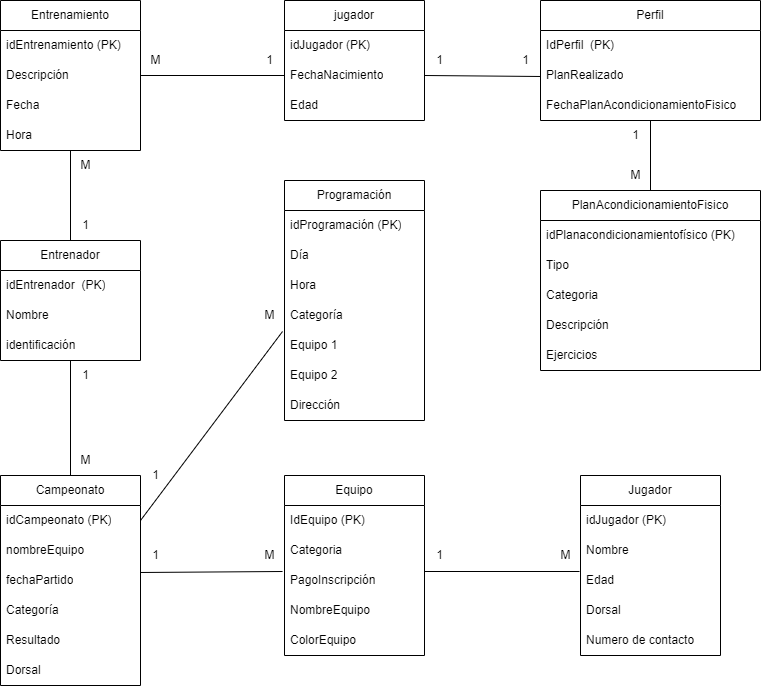 Entrenamiento
idEntrenamiento (PK)
Descripción
Fecha
Hora
M
1
jugador
idJugador (PK)
FechaNacimiento
Edad
1
1
Perfil
IdPerfil  (PK)
PlanRealizado
FechaPlanAcondicionamientoFisico
1
M
PlanAcondicionamientoFisico
idPlanacondicionamientofísico (PK)
Tipo
Categoria
Descripción
Ejercicios
M
1
Entrenador
idEntrenador  (PK)
Nombre
identificación
1
M
Programación
idProgramación (PK)
Día
Hora
Categoría
Equipo 1
Equipo 2
Dirección
M
1
Campeonato
idCampeonato (PK)
nombreEquipo
fechaPartido
Categoría
Resultado
Dorsal
1
M
Equipo
IdEquipo (PK)
Categoria
PagoInscripción
NombreEquipo
ColorEquipo
1
M
Jugador
idJugador (PK)
Nombre
Edad
Dorsal
Numero de contacto